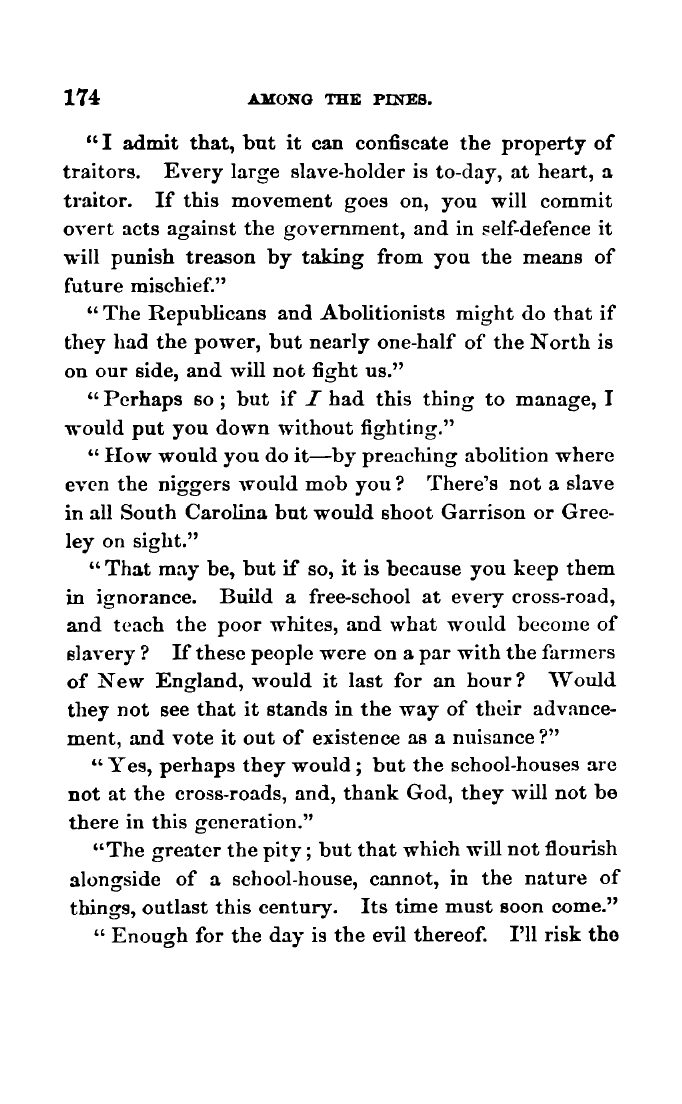 174 AMONG THE PINES.
“I admit that, but it can confiscate the property of
traitors. Every large slave-holder is to-day, at heart, a
traitor. If this movement goes on, you will commit
overt acts against the government, and in self-defence it
will punish treason by taking from you the means of
future mischief.”
“The Republicans and Abolitionists might do that if
they had the power, but nearly one-half of the North is
on our side, and will not fight us.”
“Perhaps so; but if I had this thing to manage, I
would put you down without fighting.”
“How would you do it—by preaching abolition where
even the niggers would mob you? There’s not a slave
in all South Carolina but would shoot Garrison or Gree-
ley on sight.”
“That may be, but if so, it is because you keep them
in ignorance. Build a free-school at every cross-road,
and teach the poor whites, and what would become of
slavery? If these people were on a par with the farmers
of New England, would it last for an hour? Would
they not see that it stands in the way of their advance-
ment, and vote it out of existence as a nuisance?”
“Yes, perhaps they would; but the school-houses are
not at the cross-roads, and, thank God, they will not be
there in this generation.”
“The greater the pity; but that which will not flourish
alongside of a school-house, cannot, in the nature of
things, outlast this century. Its time must soon come.”
“Enough for the day is the evil thereof. I’ll risk the